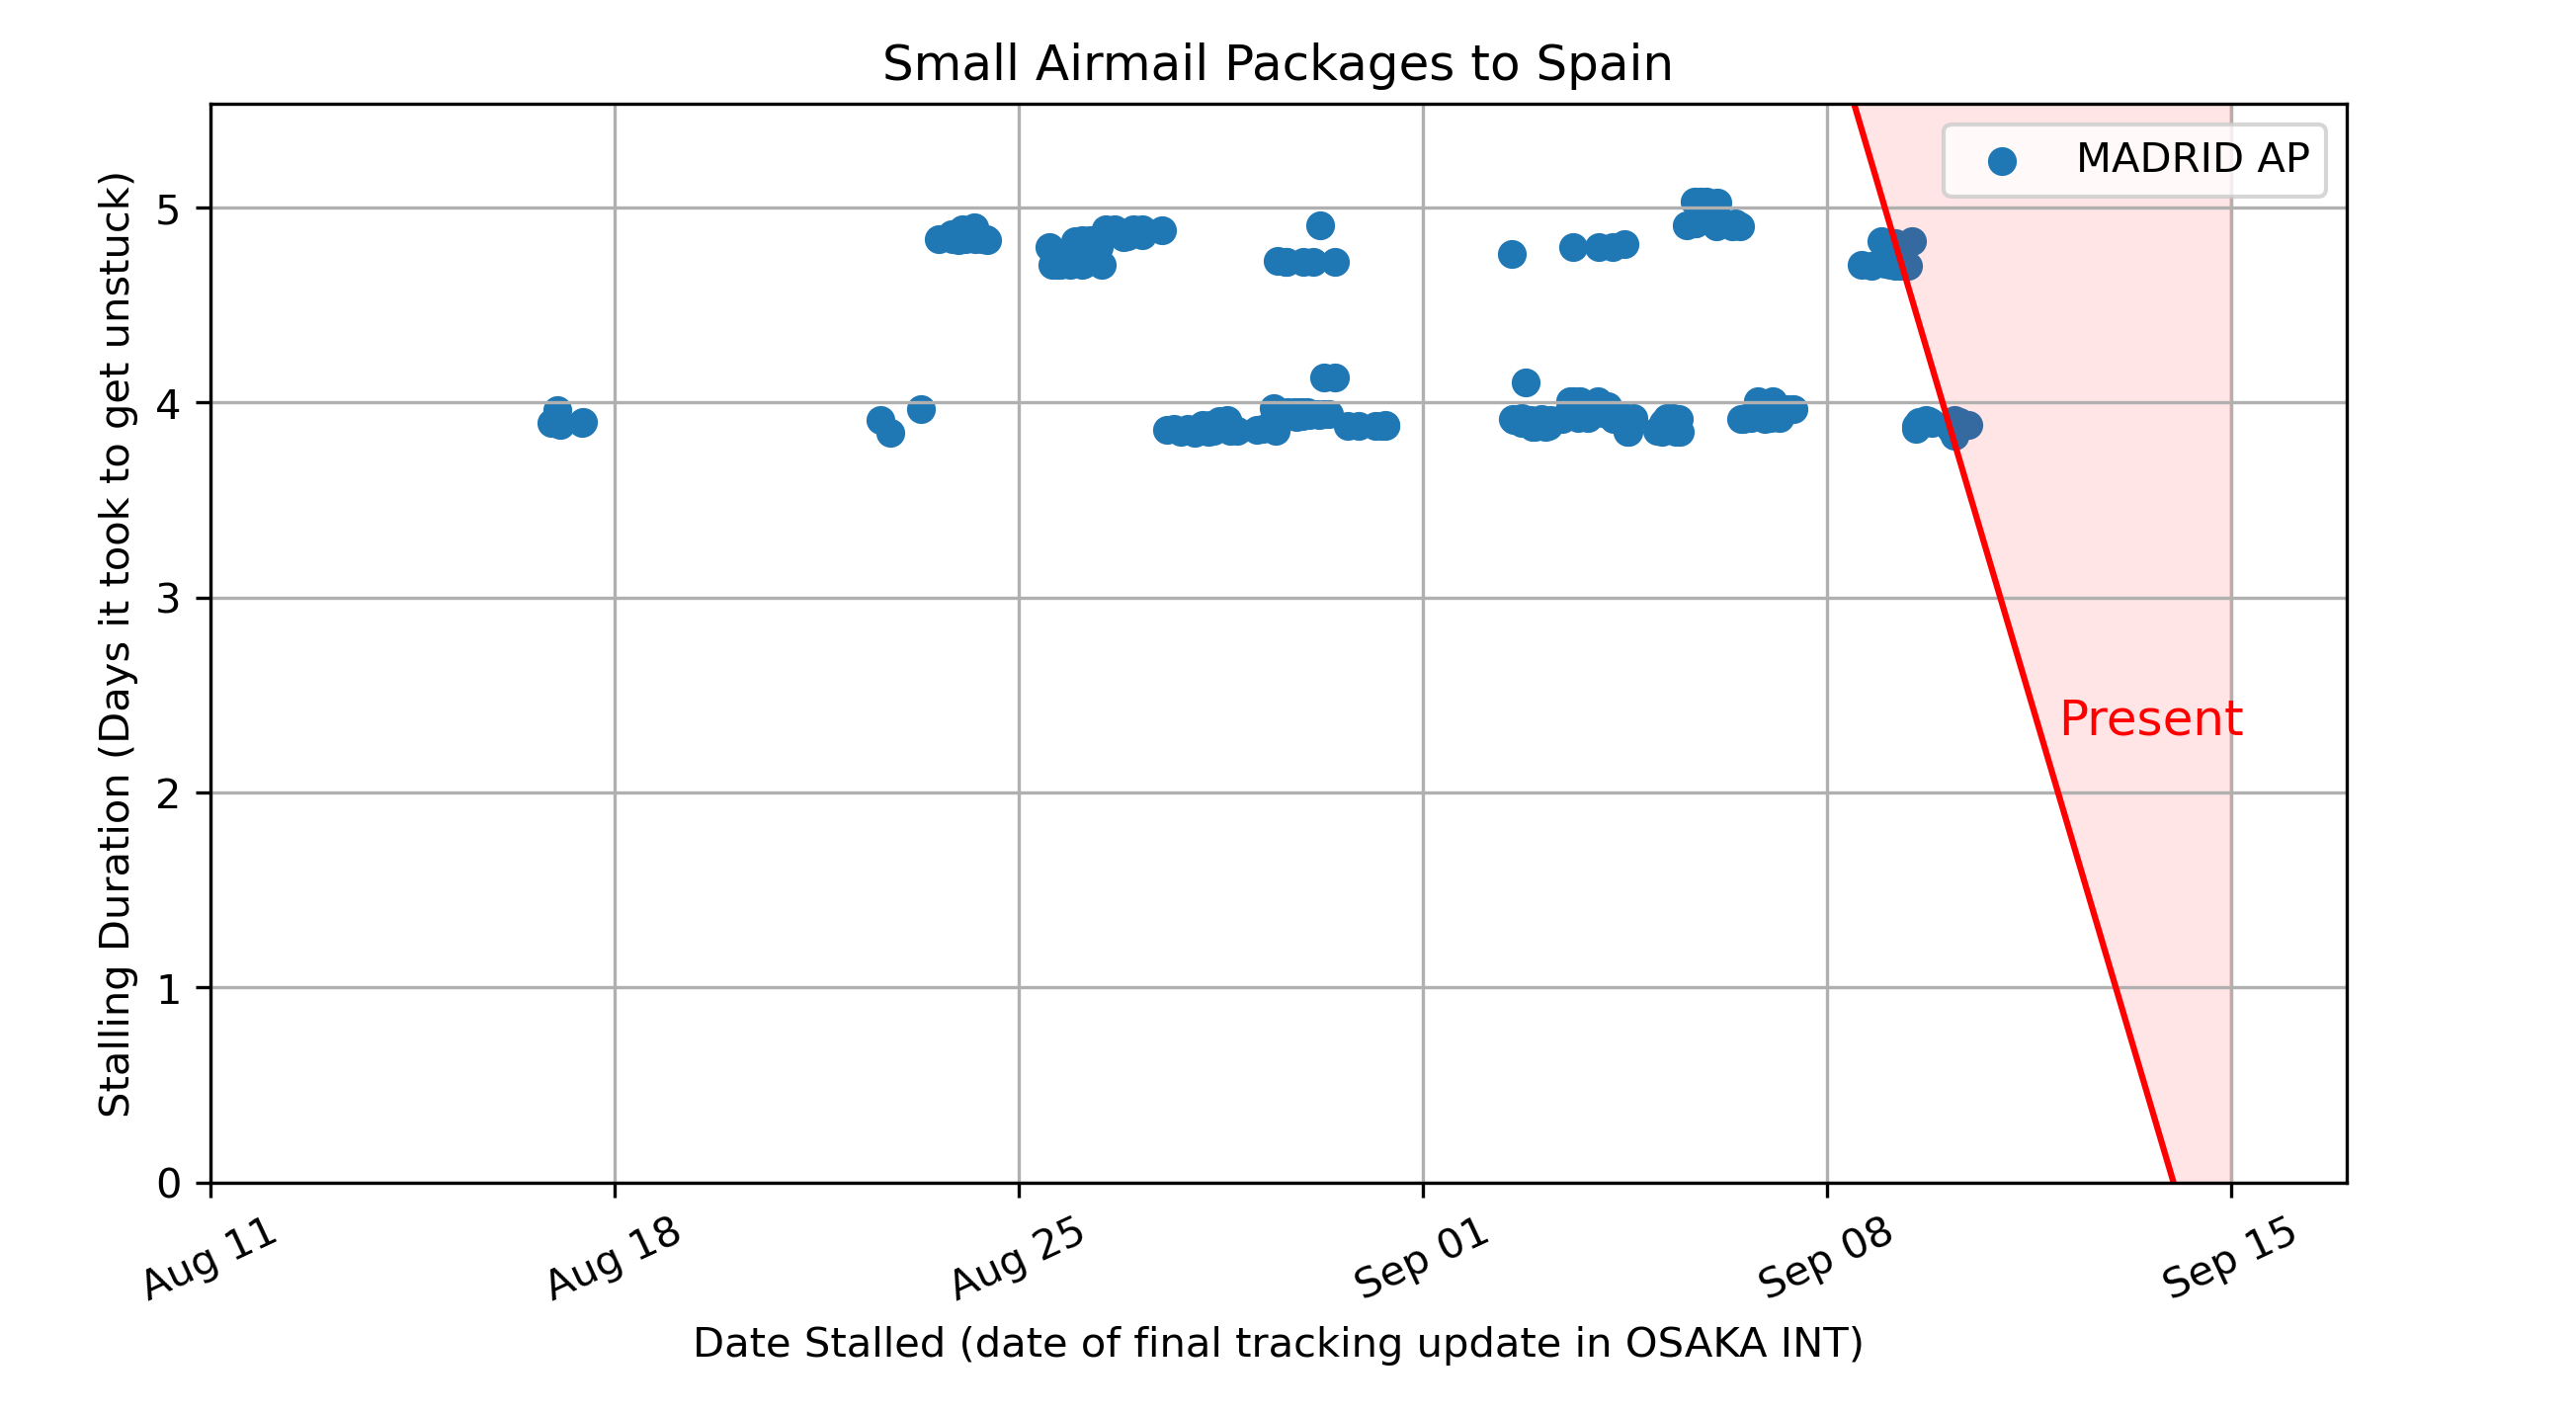 Small Airmail Packages to Spain
MADRID AP
Stalling Duration (Days it took to get unstuck)
5
4
3
2
1
0
Present
Aug 11
Aug 18
Aug 25
Sep 01
Sep 08
Sep 15
Date Stalled (date of final tracking update in OSAKA INT)